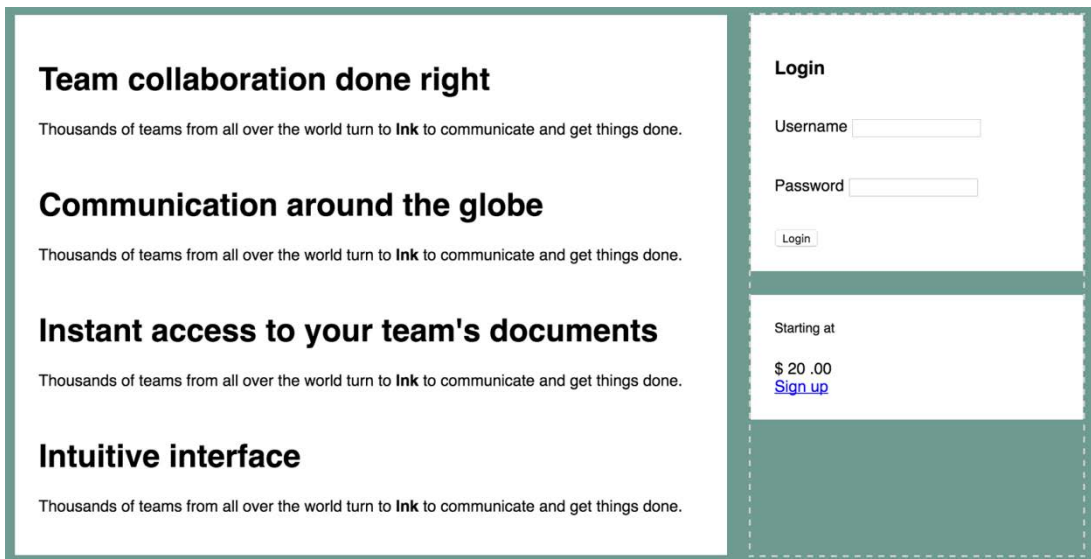 Team collaboration done right
Thousands of teams from all over the world turn to Ink to communicate and get things done.
Communication around the globe
Thousands of teams from all over the world turn to Ink to communicate and get things done.
Instant access to your team's documents
Thousands of teams from all over the world turn to Ink to communicate and get things done.
Intuitive interface
Thousands of teams from all over the world turn to Ink to communicate and get things done.
Login
Username
Password
Login
Starting at
$ 20 .00
Sign up